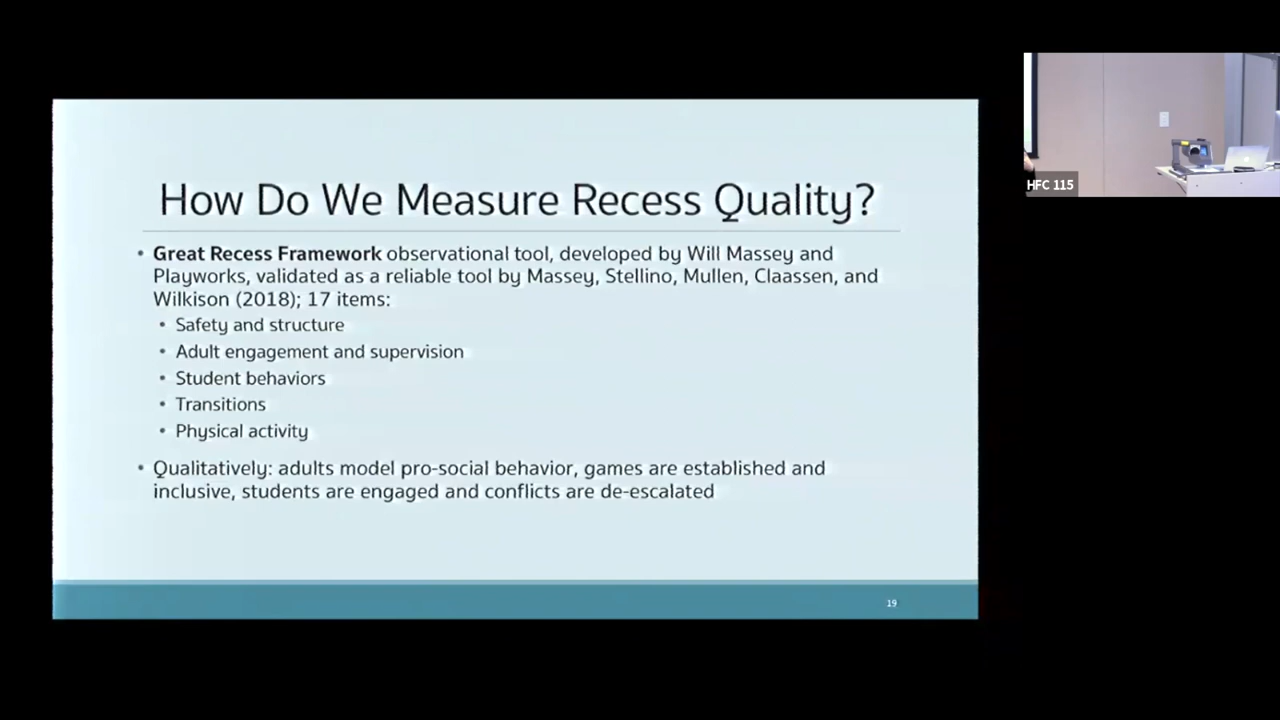 How Do We Measure Recess Quality?
• Great Recess Framework observational tool, developed by Will Massey and
Playworks, validated as a reliable tool by Massey, Stellino, Mullen, Claassen, and
Wilkison (2018); 17 items:
• Safety and structure
• Adult engagement and supervision
• Student behaviors
• Transitions
• Physical activity
• Qualitatively: adults model pro-social behavior, games are established and
inclusive, students are engaged and conflicts are de-escalated
19
HFC 115